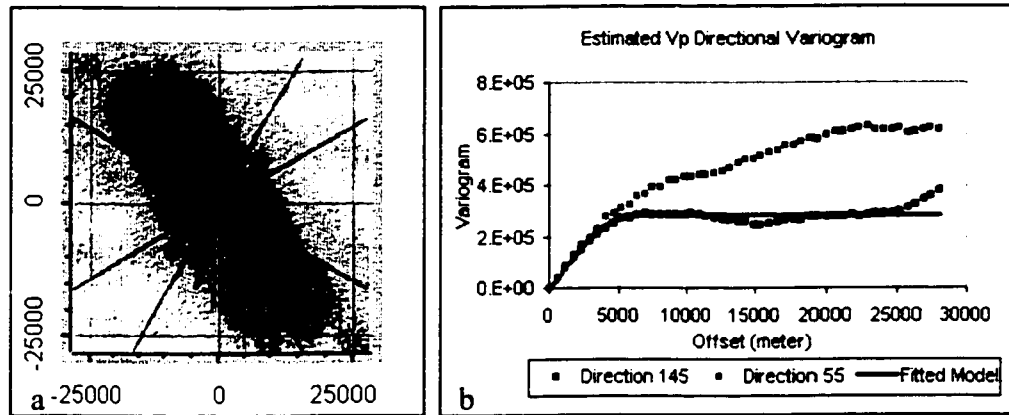 25000
0
-25000
a
-25000 0 25000
Estimated Vp Directional Variogram
8.E+05
6.E+05
4.E+05
2.E+05
0.E+00
Variogram
0 5000 10000 15000 20000 25000 30000
Offset (meter)
b
Direction 145 Direction 55 Fitted Model